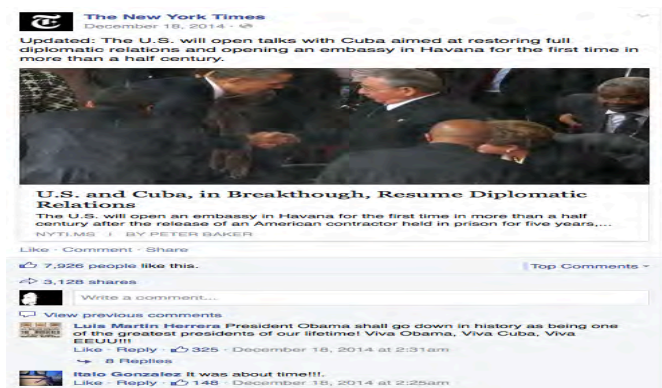 The New York Times
December 18, 2014 ·
Updated: The U.S. will open talks with Cuba aimed at restoring full
diplomatic relations and opening an embassy in Havana for the first time in
more than a half century.
U.S. and Cuba, in Breakthough, Resume Diplomatic
Relations
The U.S. will open an embassy in Havana for the first time in more than a half
century after the release of an American contractor held in prison for five years,...
NYTI.MS | BY PETER BAKER
Like · Comment · Share
7,926 people like this.
Top Comments
3,128 shares
Write a comment...
View previous comments
Luis Martin Herrera President Obama shall go down in history as being one
of the greatest presidents of our lifetime! Viva Obama, Viva Cuba, Viva
EEUU!!!
Like · Reply · 325 · December 18, 2014 at 2:31am
8 Replies
Italo Gonzalez It was about time!!!.
Like · Reply · 148 · December 18, 2014 at 2:25am